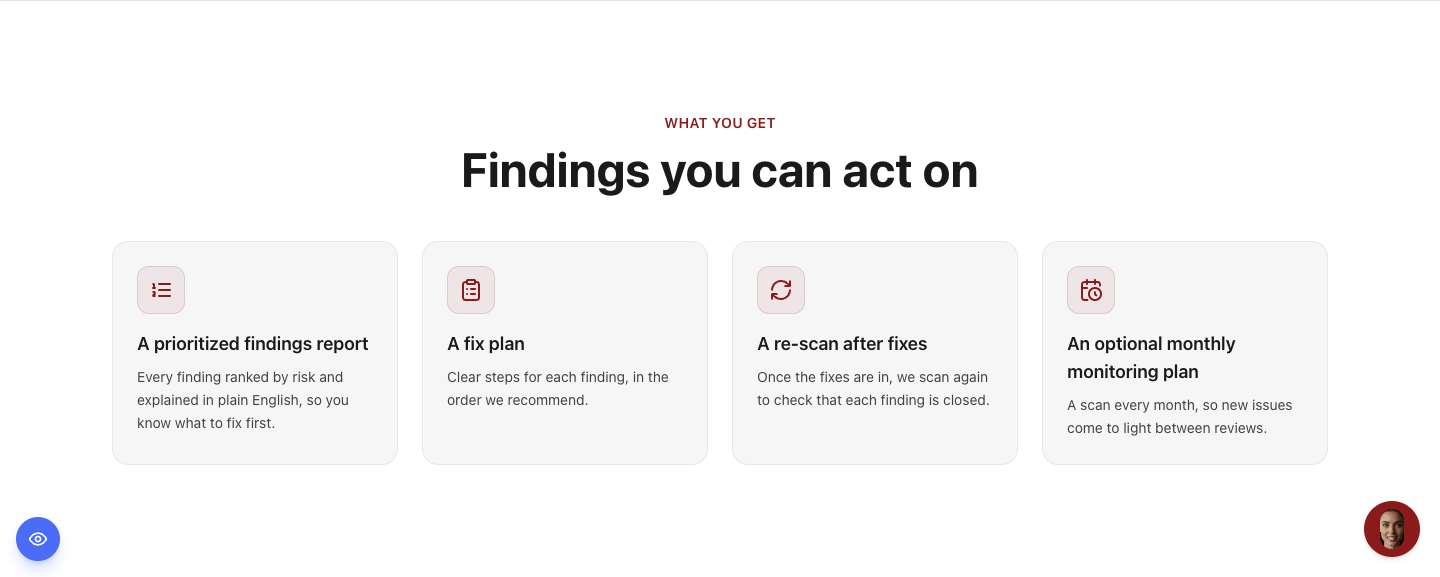 WHAT YOU GET
Findings you can act on
A prioritized findings report
Every finding ranked by risk and
explained in plain English, so you
know what to fix first.
A fix plan
Clear steps for each finding, in the
order we recommend.
A re-scan after fixes
Once the fixes are in, we scan again
to check that each finding is closed.
An optional monthly
monitoring plan
A scan every month, so new issues
come to light between reviews.